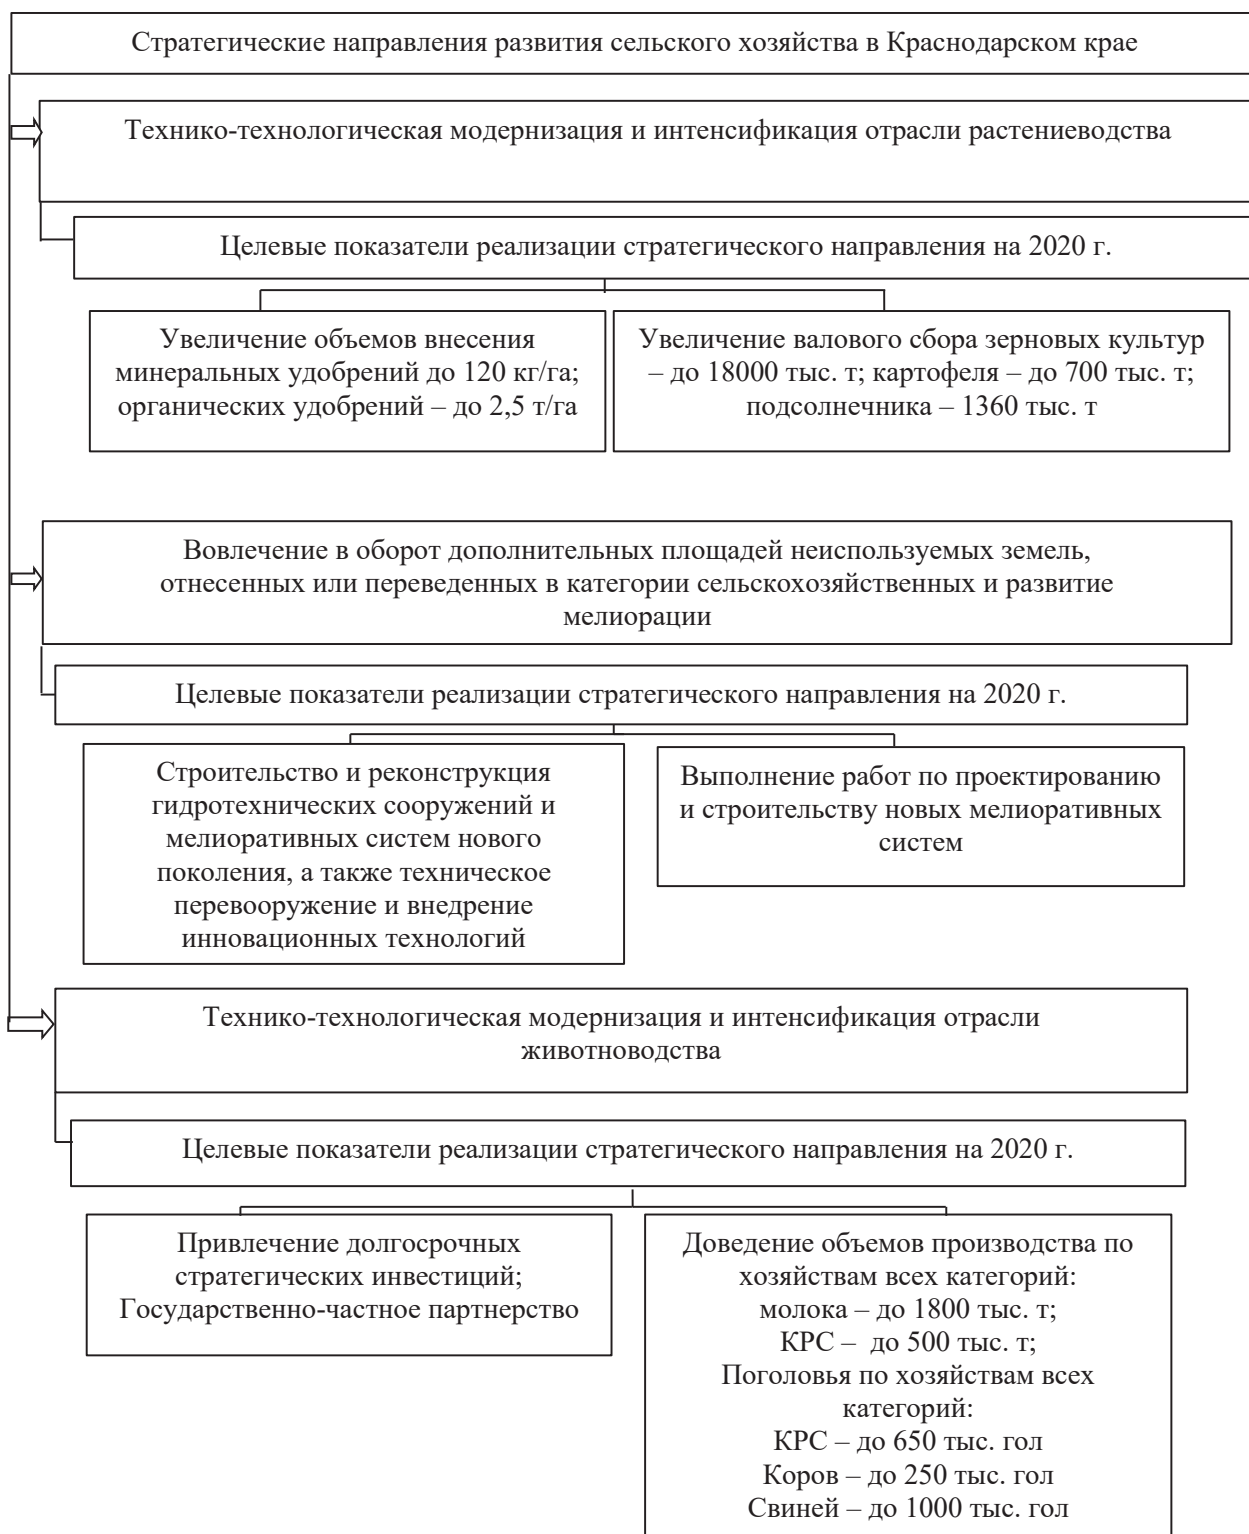 Стратегические направления развития сельского хозяйства в Краснодарском крае
Технико-технологическая модернизация и интенсификация отрасли растениеводства
Целевые показатели реализации стратегического направления на 2020 г.
Увеличение объемов внесения
минеральных удобрений до 120 кг/га;
органических удобрений – до 2,5 т/га
Увеличение валового сбора зерновых культур
– до 18000 тыс. т; картофеля – до 700 тыс. т;
подсолнечника – 1360 тыс. т
Вовлечение в оборот дополнительных площадей неиспользуемых земель,
отнесенных или переведенных в категории сельскохозяйственных и развитие
мелиорации
Целевые показатели реализации стратегического направления на 2020 г.
Строительство и реконструкция
гидротехнических сооружений и
мелиоративных систем нового
поколения, а также техническое
перевооружение и внедрение
инновационных технологий
Выполнение работ по проектированию
и строительству новых мелиоративных
систем
Технико-технологическая модернизация и интенсификация отрасли
животноводства
Целевые показатели реализации стратегического направления на 2020 г.
Привлечение долгосрочных
стратегических инвестиций;
Государственно-частное партнерство
Доведение объемов производства по
хозяйствам всех категорий:
молока – до 1800 тыс. т;
КРС – до 500 тыс. т;
Поголовья по хозяйствам всех
категорий:
КРС – до 650 тыс. гол
Коров – до 250 тыс. гол
Свиней – до 1000 тыс. гол